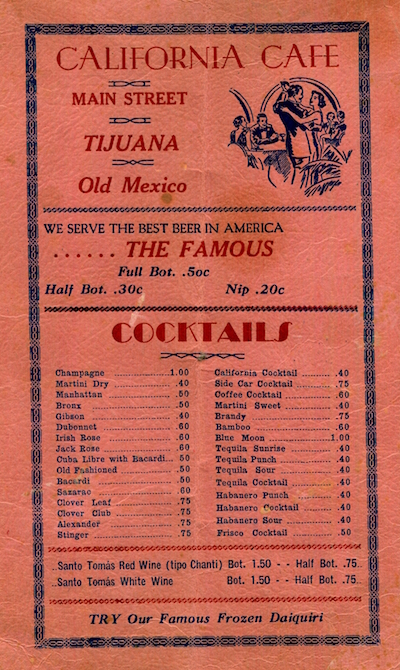 CALIFORNIA CAFE
MAIN STREET
TIJUANA
Old Mexico
WE SERVE THE BEST BEER IN AMERICA
...... THE FAMOUS
Full Bot. .50c
Half Bot. .30c Nip .20c
COCKTAILS
Champagne ........ 1.00
Martini Dry ........ .40
Manhattan ........ .50
Bronx ........ .50
Gibson ........ .40
Dubonnet ........ .60
Irish Rose ........ .60
Jack Rose ........ .60
Cuba Libre with Bacardi... .50
Old Fashioned ........ .50
Bacardi ........ .50
Sazarac ........ .60
Clover Leaf ........ .75
Clover Club ........ .75
Alexander ........ .75
Stinger ........ .75
California Cocktail ........ .40
Side Car Cocktail ........ .75
Coffee Cocktail ........ .60
Martini Sweet ........ .40
Brandy ........ .75
Bamboo ........ .60
Blue Moon ........ 1.00
Tequila Sunrise ........ .40
Tequila Punch ........ .40
Tequila Sour ........ .40
Tequila Cocktail ........ .40
Habanero Punch ........ .40
Habanero Cocktail ........ .40
Habanero Sour ........ .40
Frisco Cocktail ........ .50
..Santo Tomás Red Wine (tipo Chanti) Bot. 1.50 - - Half Bot. .75..
..Santo Tomás White Wine Bot. 1.50 - - Half Bot. .75..
TRY Our Famous Frozen Daiquiri